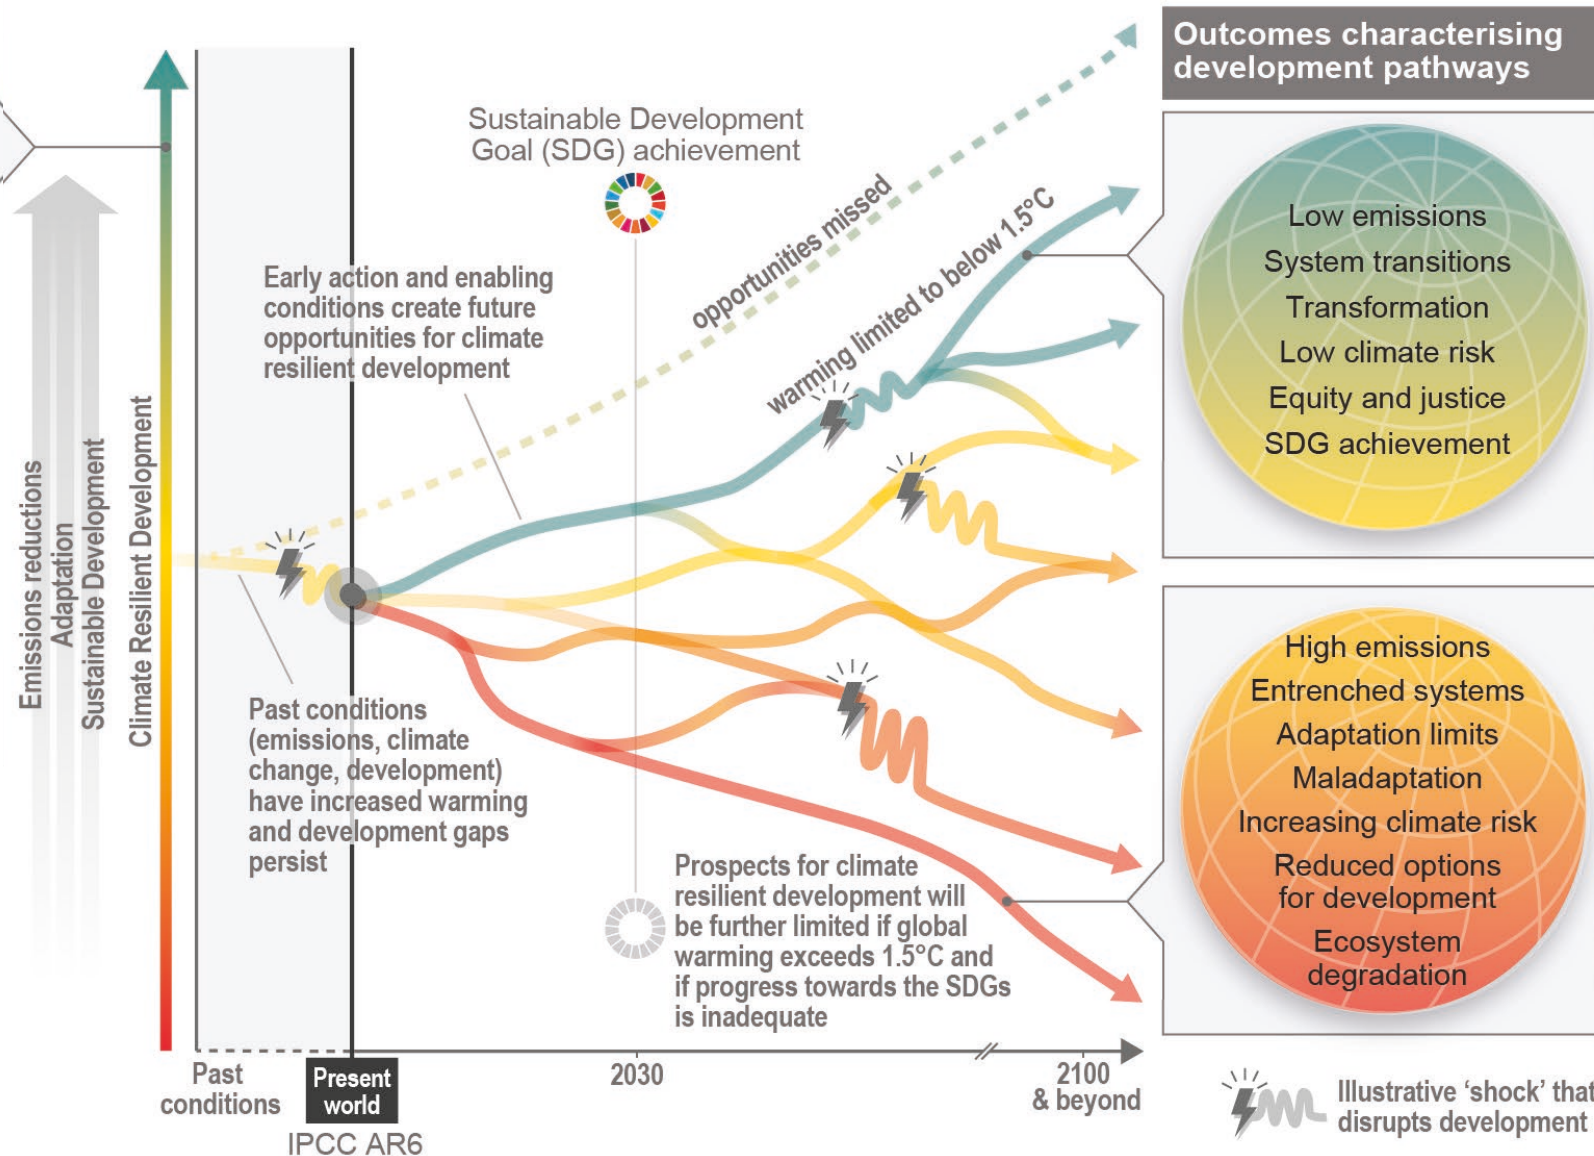 Outcomes characterising
development pathways
Sustainable Development
Goal (SDG) achievement
opportunities missed
warming limited to below 1.5°C
Early action and enabling
conditions create future
opportunities for climate
resilient development
Low emissions
System transitions
Transformation
Low climate risk
Equity and justice
SDG achievement
Emissions reductions
Adaptation
Sustainable Development
Climate Resilient Development
Past conditions
(emissions, climate
change, development)
have increased warming
and development gaps
persist
Prospects for climate
resilient development will
be further limited if global
warming exceeds 1.5°C and
if progress towards the SDGs
is inadequate
High emissions
Entrenched systems
Adaptation limits
Maladaptation
Increasing climate risk
Reduced options
for development
Ecosystem
degradation
Past
conditions
Present
world
IPCC AR6
2030
2100
& beyond
Illustrative ‘shock’ that
disrupts development